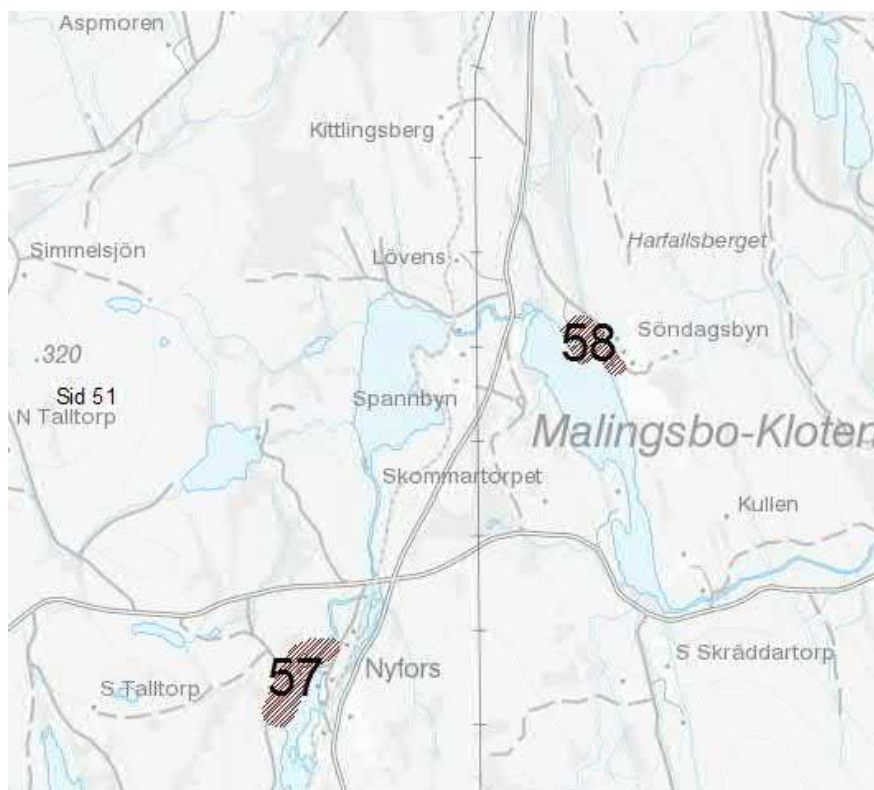 Aspmoren
Kittlingsberg
Simmelsjön
Lövens
Harfallsberget
58
Söndagsbyn
.320
Sid 51
N Talltorp
Spannbyn
Malingsbo-Kloten
Skommartorpet
Kullen
57
Nyfors
S Skräddartorp
S Talltorp